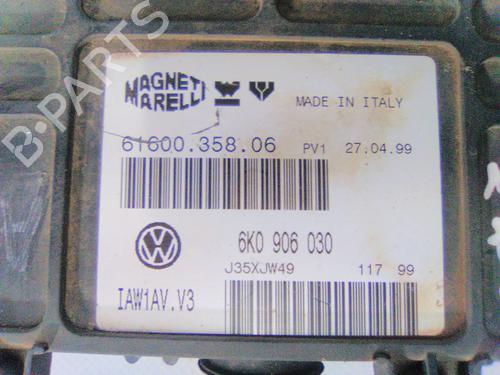 B-PARTS
MAGNETI
MARELLI
MADE IN ITALY
61600.358.06 PV1 27.04.99
6K0 906 030
J35XJW49 117 99
IAW1AV.V3